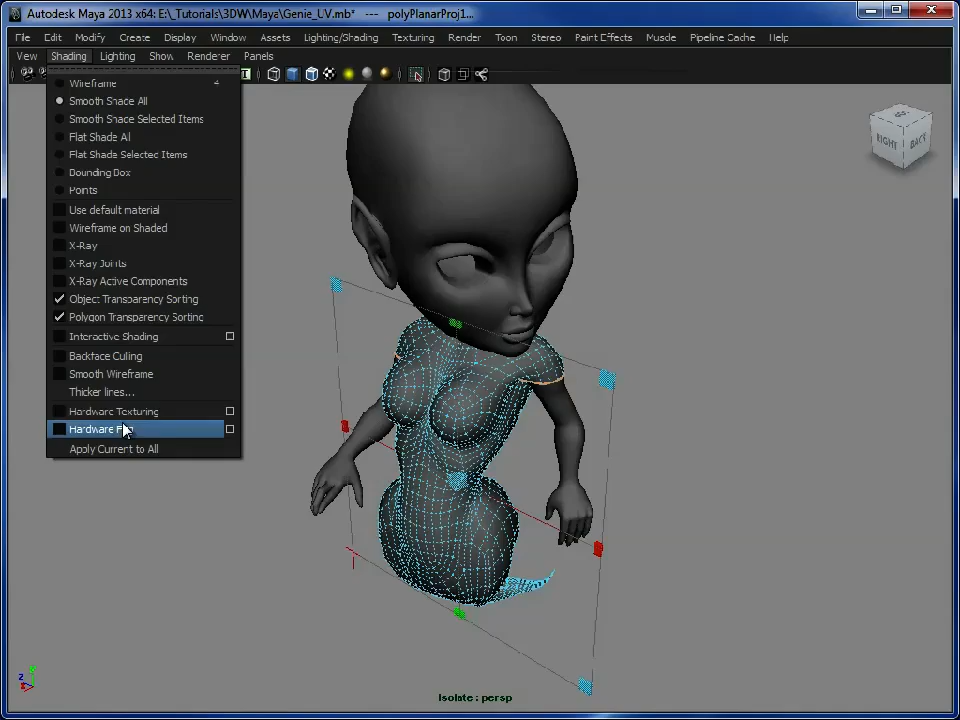 Autodesk Maya 2013 x64: E:\_Tutorials\3DW\Maya\Genie_UV.mb* --- polyPlanarProj1...
File Edit Modify Create Display Window Assets Lighting/Shading Texturing Render Toon Stereo Paint Effects Muscle Pipeline Cache Help
View Shading Lighting Show Renderer Panels
Wireframe 4
Smooth Shade All
Smooth Shade Selected Items
Flat Shade All
Flat Shade Selected Items
Bounding Box
Points
Use default material
Wireframe on Shaded
X-Ray
X-Ray Joints
X-Ray Active Components
Object Transparency Sorting
Polygon Transparency Sorting
Interactive Shading
Backface Culling
Smooth Wireframe
Thicker lines...
Hardware Texturing
Hardware
Apply Current to All
RIGHT BACK
Isolate : persp